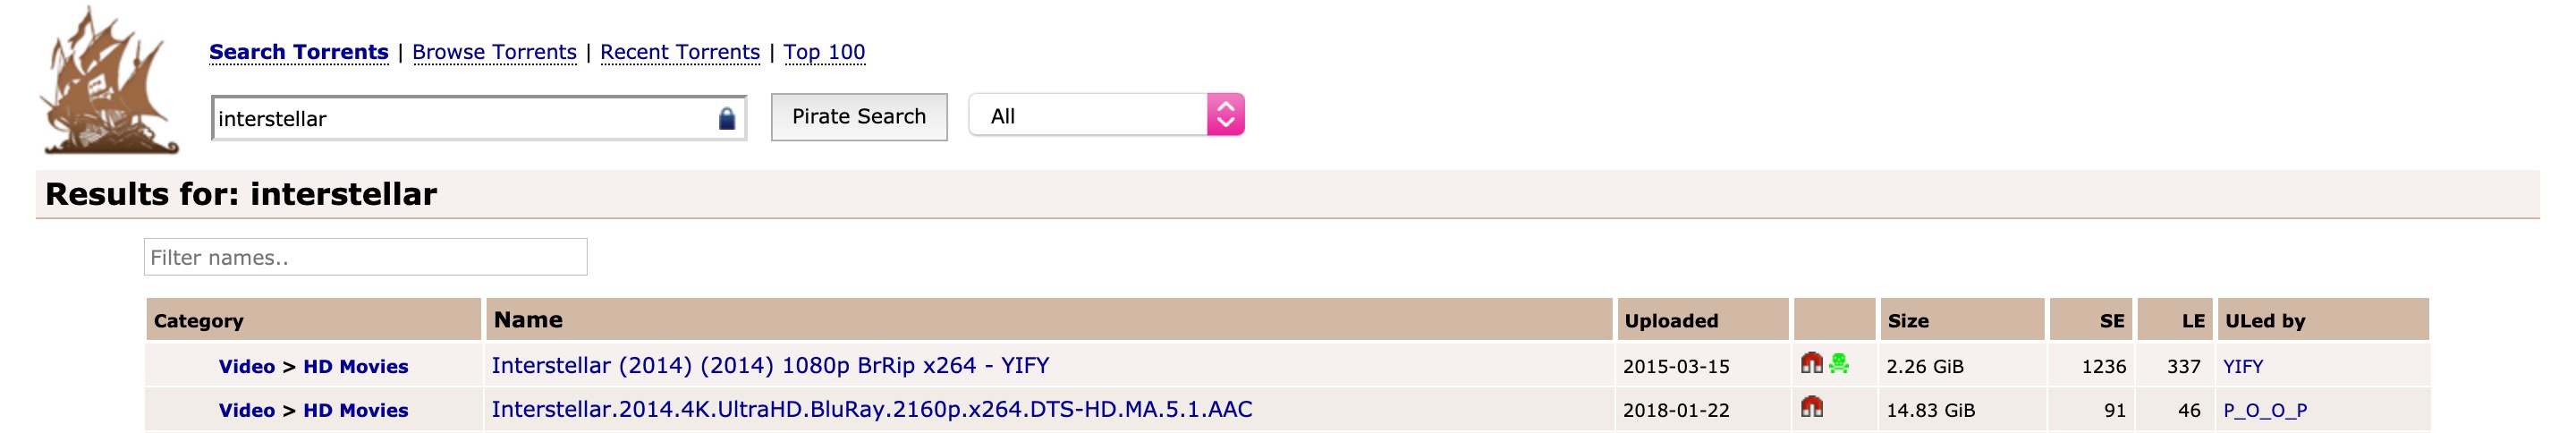 Search Torrents | Browse Torrents | Recent Torrents | Top 100
interstellar Pirate Search All
Results for: interstellar
Filter names..
Category Name Uploaded Size SE LE ULed by
Video > HD Movies Interstellar (2014) (2014) 1080p BrRip x264 - YIFY 2015-03-15 2.26 GiB 1236 337 YIFY
Video > HD Movies Interstellar.2014.4K.UltraHD.BluRay.2160p.x264.DTS-HD.MA.5.1.AAC 2018-01-22 14.83 GiB 91 46 P_O_O_P